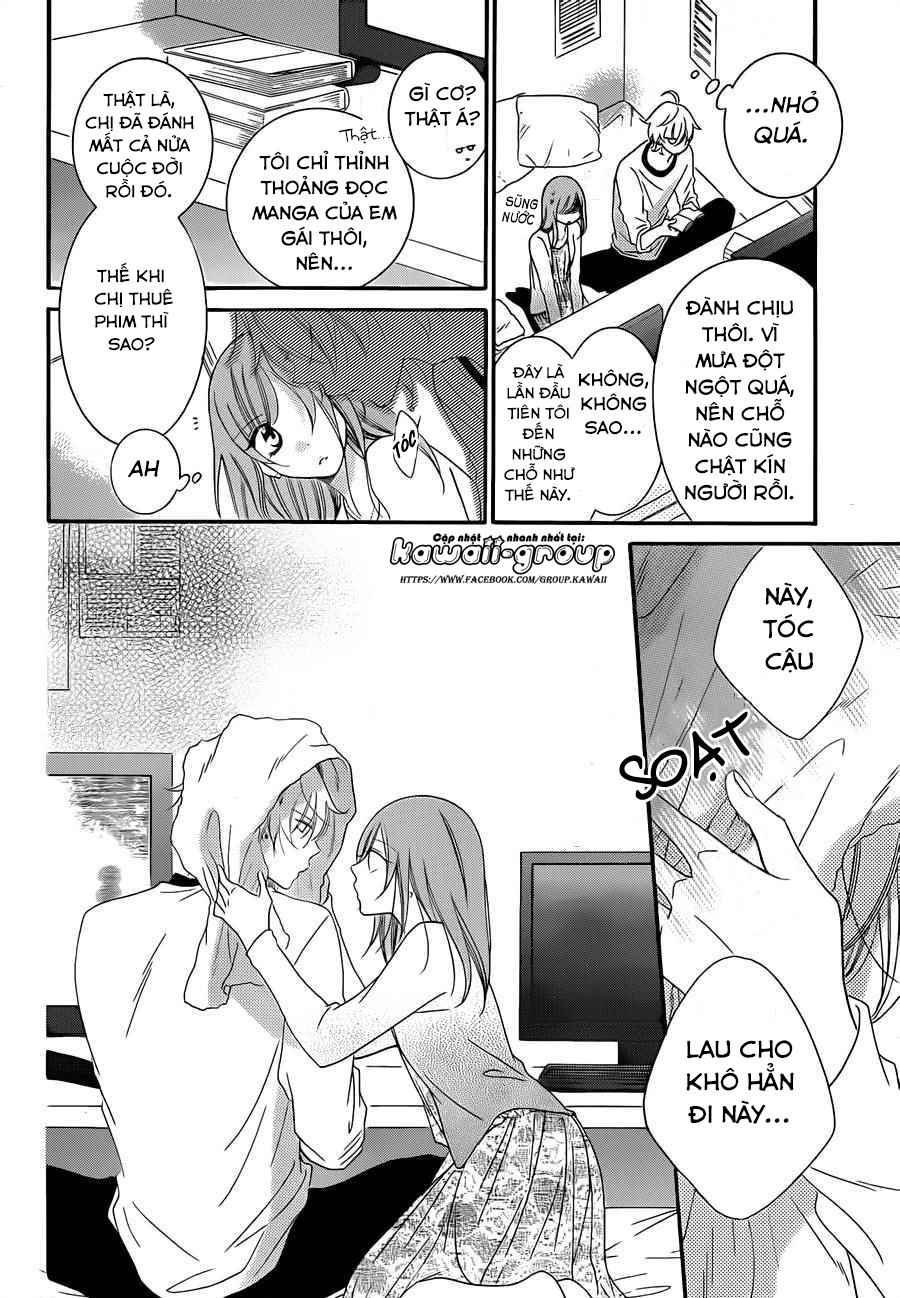 ...NHỎ
QUÁ.
SŨNG
NƯỚC
ĐÀNH CHỊU
THÔI. VÌ
MƯA ĐỘT
NGỘT QUÁ,
NÊN CHỖ
NÀO CŨNG
CHẬT KÍN
NGƯỜI RỒI.
KHÔNG,
KHÔNG
SAO...
ĐÂY LÀ
LẦN ĐẦU
TIÊN TÔI
ĐẾN
NHỮNG
CHỖ NHƯ
THẾ NÀY.
GÌ CƠ?
THẬT Á?
Thật...
TÔI CHỈ THỈNH
THOẢNG ĐỌC
MANGA CỦA EM
GÁI THÔI,
NÊN...
THẬT LÀ,
CHỊ ĐÃ ĐÁNH
MẤT CẢ NỬA
CUỘC ĐỜI
RỒI ĐÓ.
THẾ KHI
CHỊ THUÊ
PHIM THÌ
SAO?
TÓC
AH
Cập nhật nhanh nhất tại:
kawaii-group
HTTPS://WWW.FACEBOOK.COM/GROUP.KAWAII
NÀY,
TÓC
CẬU
SOẠT
LAU CHO
KHÔ HẲN
ĐI NÀY...